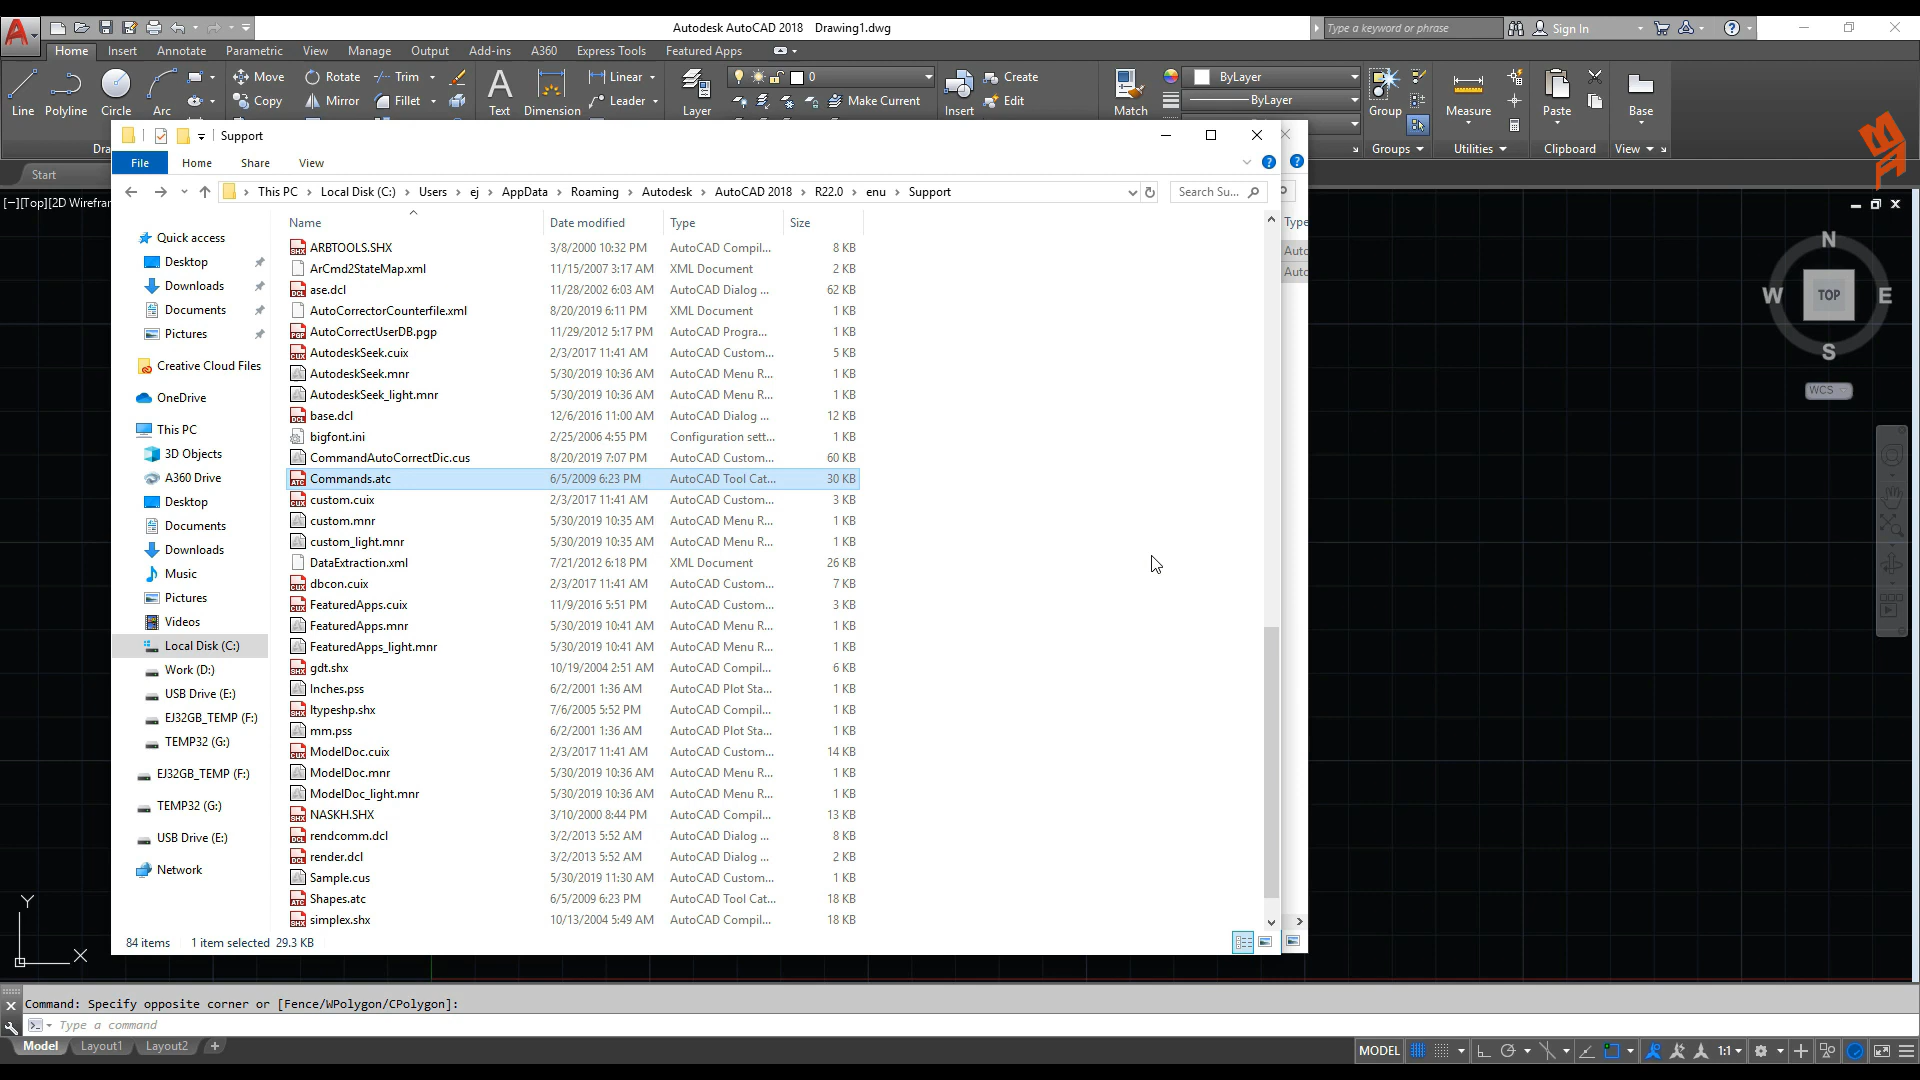 Autodesk AutoCAD 2018 Drawing1.dwg
Type a keyword or phrase
Sign In
Home Insert Annotate Parametric View Manage Output Add-ins A360 Express Tools Featured Apps
Line Polyline Circle Arc
Move Rotate Trim
Copy Mirror Fillet
Text Dimension
Linear
Leader
Layer
0
Make Current
Insert
Create
Edit
Match
ByLayer
ByLayer
Group
Measure
Paste
Base
Groups Utilities Clipboard View
Start
[−][Top][2D Wirefra
Support
File Home Share View
This PC Local Disk (C:) Users ej AppData Roaming Autodesk AutoCAD 2018 R22.0 enu Support
Search Su...
Name Date modified Type Size
Quick access
Desktop
Downloads
Documents
Pictures
Creative Cloud Files
OneDrive
This PC
3D Objects
A360 Drive
Desktop
Documents
Downloads
Music
Pictures
Videos
Local Disk (C:)
Work (D:)
USB Drive (E:)
EJ32GB_TEMP (F:)
TEMP32 (G:)
EJ32GB_TEMP (F:)
TEMP32 (G:)
USB Drive (E:)
Network
ARBTOOLS.SHX 3/8/2000 10:32 PM AutoCAD Compil... 8 KB
ArCmd2StateMap.xml 11/15/2007 3:17 AM XML Document 2 KB
ase.dcl 11/28/2002 6:03 AM AutoCAD Dialog ... 62 KB
AutoCorrectorCounterfile.xml 8/20/2019 6:11 PM XML Document 1 KB
AutoCorrectUserDB.pgp 11/29/2012 5:17 PM AutoCAD Progra... 1 KB
AutodeskSeek.cuix 2/3/2017 11:41 AM AutoCAD Custom... 5 KB
AutodeskSeek.mnr 5/30/2019 10:36 AM AutoCAD Menu R... 1 KB
AutodeskSeek_light.mnr 5/30/2019 10:36 AM AutoCAD Menu R... 1 KB
base.dcl 12/6/2016 11:00 AM AutoCAD Dialog ... 12 KB
bigfont.ini 2/25/2006 4:55 PM Configuration sett... 1 KB
CommandAutoCorrectDic.cus 8/20/2019 7:07 PM AutoCAD Custom... 60 KB
Commands.atc 6/5/2009 6:23 PM AutoCAD Tool Cat... 30 KB
custom.cuix 2/3/2017 11:41 AM AutoCAD Custom... 3 KB
custom.mnr 5/30/2019 10:35 AM AutoCAD Menu R... 1 KB
custom_light.mnr 5/30/2019 10:35 AM AutoCAD Menu R... 1 KB
DataExtraction.xml 7/21/2012 6:18 PM XML Document 26 KB
dbcon.cuix 2/3/2017 11:41 AM AutoCAD Custom... 7 KB
FeaturedApps.cuix 11/9/2016 5:51 PM AutoCAD Custom... 3 KB
FeaturedApps.mnr 5/30/2019 10:41 AM AutoCAD Menu R... 1 KB
FeaturedApps_light.mnr 5/30/2019 10:41 AM AutoCAD Menu R... 1 KB
gdt.shx 10/19/2004 2:51 AM AutoCAD Compil... 6 KB
Inches.pss 6/2/2001 1:36 AM AutoCAD Plot Sta... 1 KB
ltypeshp.shx 7/6/2005 5:52 PM AutoCAD Compil... 1 KB
mm.pss 6/2/2001 1:36 AM AutoCAD Plot Sta... 1 KB
ModelDoc.cuix 2/3/2017 11:41 AM AutoCAD Custom... 14 KB
ModelDoc.mnr 5/30/2019 10:36 AM AutoCAD Menu R... 1 KB
ModelDoc_light.mnr 5/30/2019 10:36 AM AutoCAD Menu R... 1 KB
NASKH.SHX 3/10/2000 8:44 PM AutoCAD Compil... 13 KB
rendcomm.dcl 3/2/2013 5:52 AM AutoCAD Dialog ... 8 KB
render.dcl 3/2/2013 5:52 AM AutoCAD Dialog ... 2 KB
Sample.cus 5/30/2019 11:30 AM AutoCAD Custom... 1 KB
Shapes.atc 6/5/2009 6:23 PM AutoCAD Tool Cat... 18 KB
simplex.shx 10/13/2004 5:49 AM AutoCAD Compil... 18 KB
84 items 1 item selected 29.3 KB
Type
Auto
Auto
N
W TOP E
S
WCS
Y
X
Command: Specify opposite corner or [Fence/WPolygon/CPolygon]:
Type a command
Model Layout1 Layout2 +
MODEL 1:1